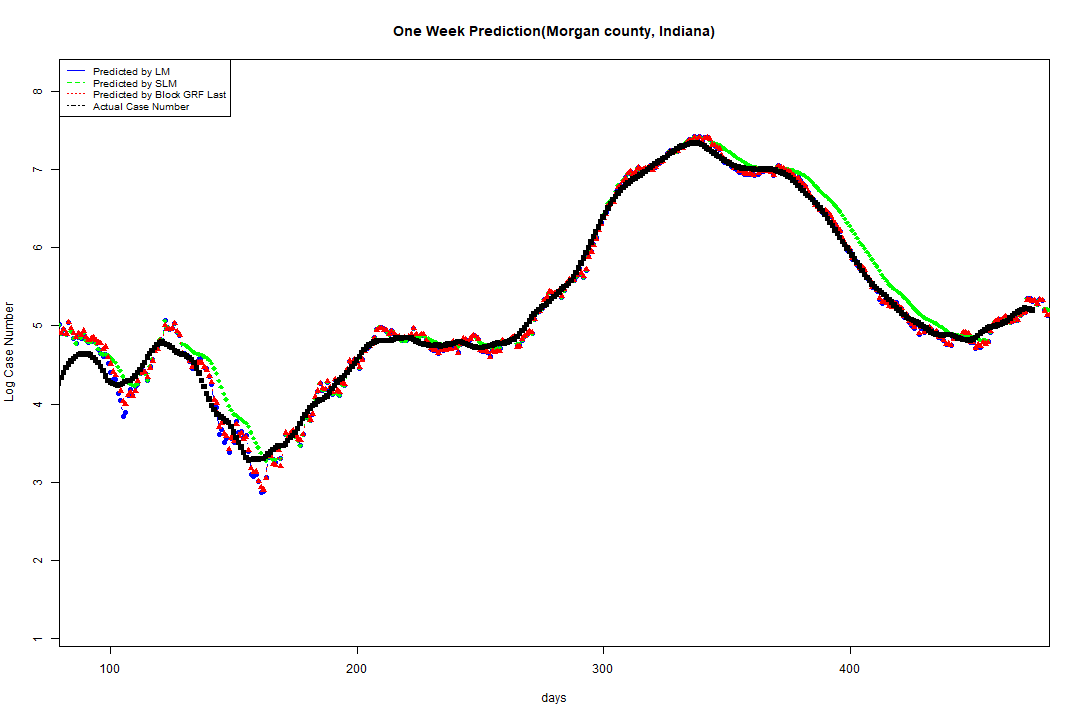 One Week Prediction(Morgan county, Indiana)
Predicted by LM
Predicted by SLM
Predicted by Block GRF Last
Actual Case Number
8
7
6
5
4
3
2
1
Log Case Number
100 200 300 400
days